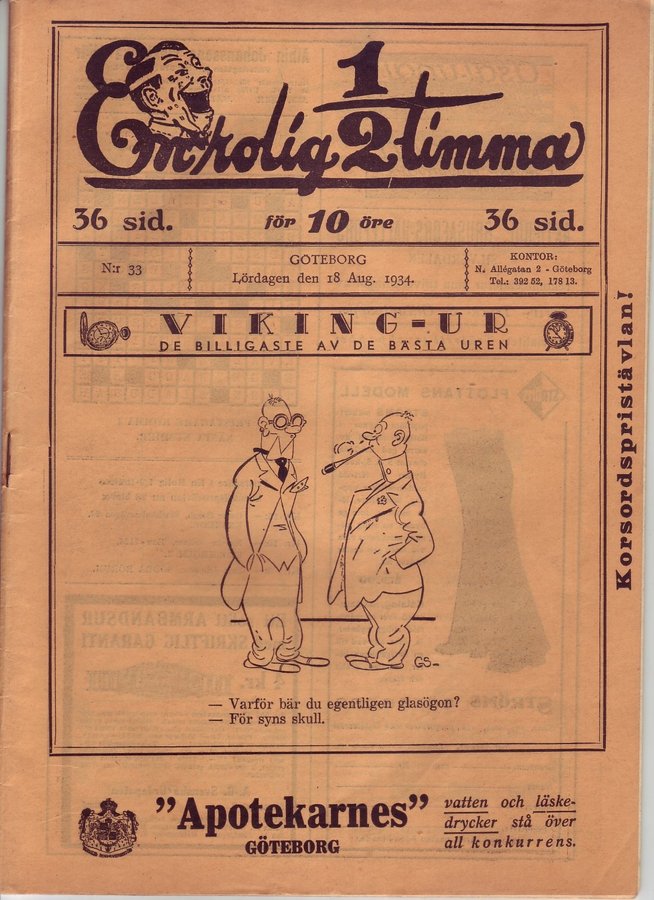 En rolig 1/2 timma
36 sid. för 10 öre 36 sid.
N:r 33
GÖTEBORG
Lördagen den 18 Aug. 1934.
KONTOR:
N. Allégatan 2 - Göteborg
Tel.: 392 52, 178 13.
VIKING-UR
DE BILLIGASTE AV DE BÄSTA UREN
Korsordspristävlan!
GS-
— Varför bär du egentligen glasögon?
— För syns skull.
"Apotekarnes"
GÖTEBORG
vatten och läske-
drycker stå över
all konkurrens.